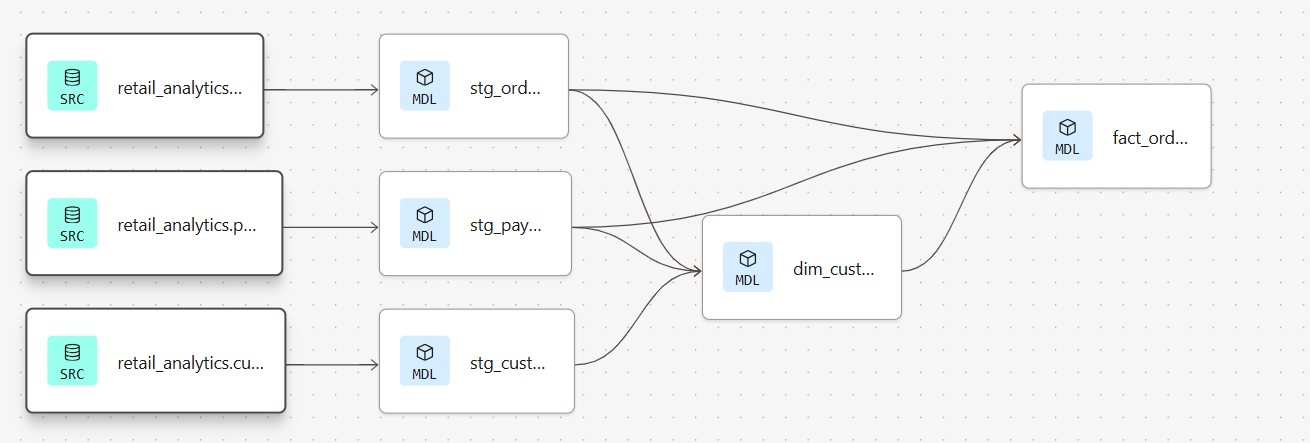 retail_analytics...
SRC
stg_ord...
MDL
fact_ord...
MDL
retail_analytics.p...
SRC
stg_pay...
MDL
dim_cust...
MDL
retail_analytics.cu...
SRC
stg_cust...
MDL